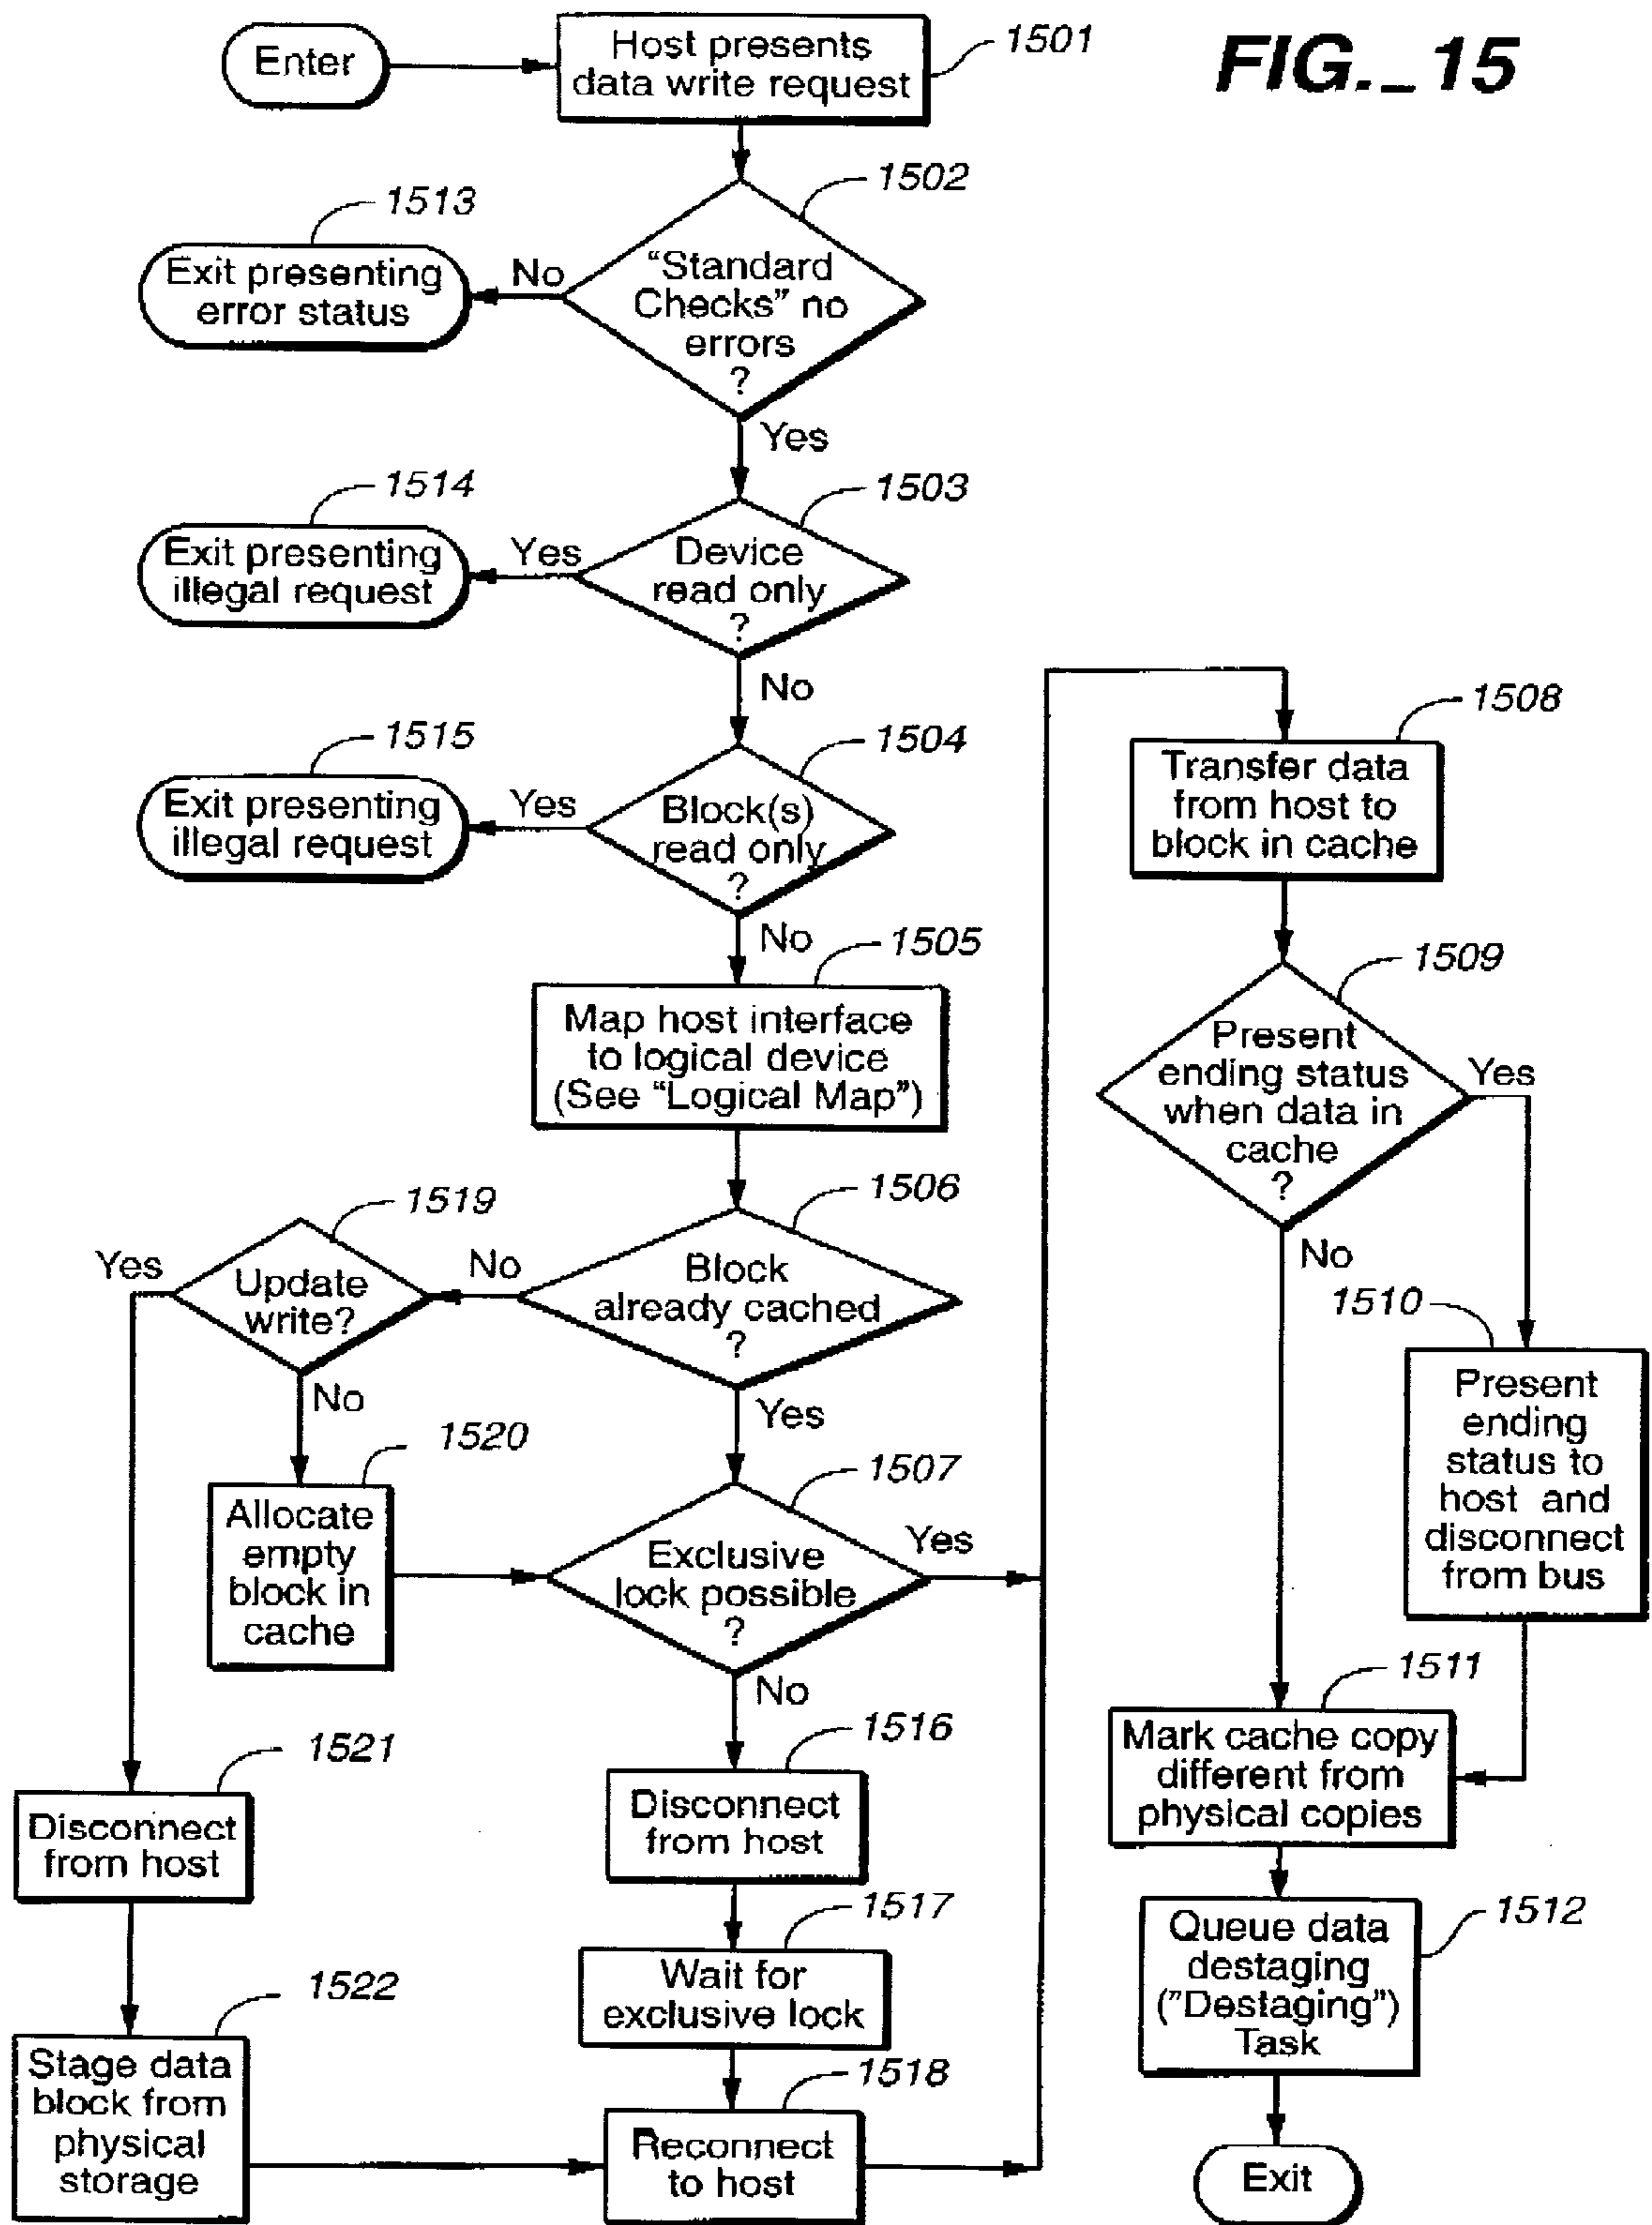 FIG._15
Enter
Host presents
data write request
1501
1502
"Standard
Checks" no
errors
?
No
1513
Exit presenting
error status
Yes
1503
Device
read only
?
Yes
1514
Exit presenting
illegal request
No
1504
Block(s)
read only
?
Yes
1515
Exit presenting
illegal request
No
1505
Map host interface
to logical device
(See "Logical Map")
1506
Block
already cached
?
No
1519
Update
write?
Yes
No
1520
Allocate
empty
block in
cache
Yes
1507
Exclusive
lock possible
?
Yes
No
1516
Disconnect
from host
1517
Wait for
exclusive lock
1518
Reconnect
to host
1521
Disconnect
from host
1522
Stage data
block from
physical
storage
1508
Transfer data
from host to
block in cache
1509
Present
ending status
when data in
cache
?
Yes
No
1510
Present
ending
status to
host and
disconnect
from bus
1511
Mark cache copy
different from
physical copies
1512
Queue data
destaging
("Destaging")
Task
Exit